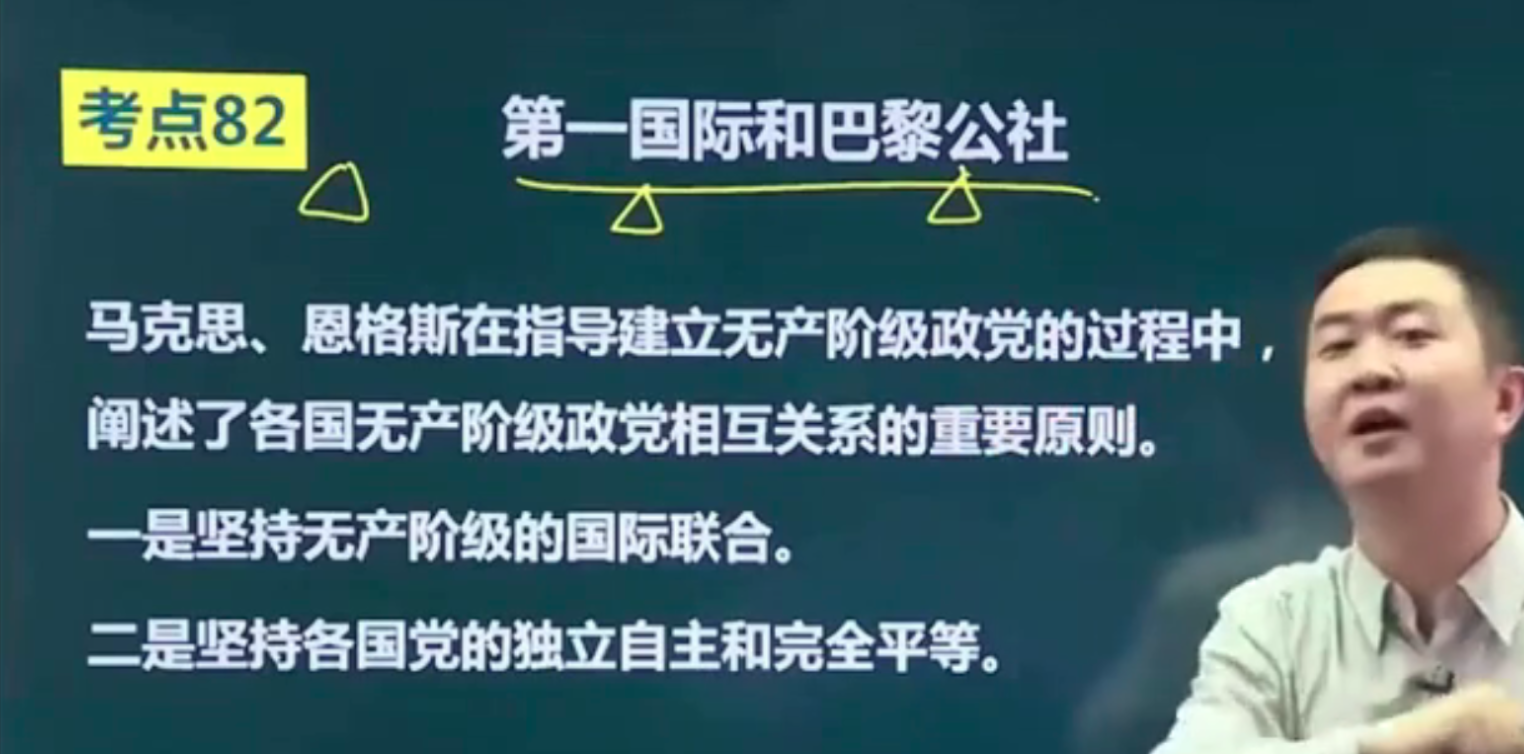 考点82
第一国际和巴黎公社
马克思、恩格斯在指导建立无产阶级政党的过程中，
阐述了各国无产阶级政党相互关系的重要原则。
一是坚持无产阶级的国际联合。
二是坚持各国党的独立自主和完全平等。